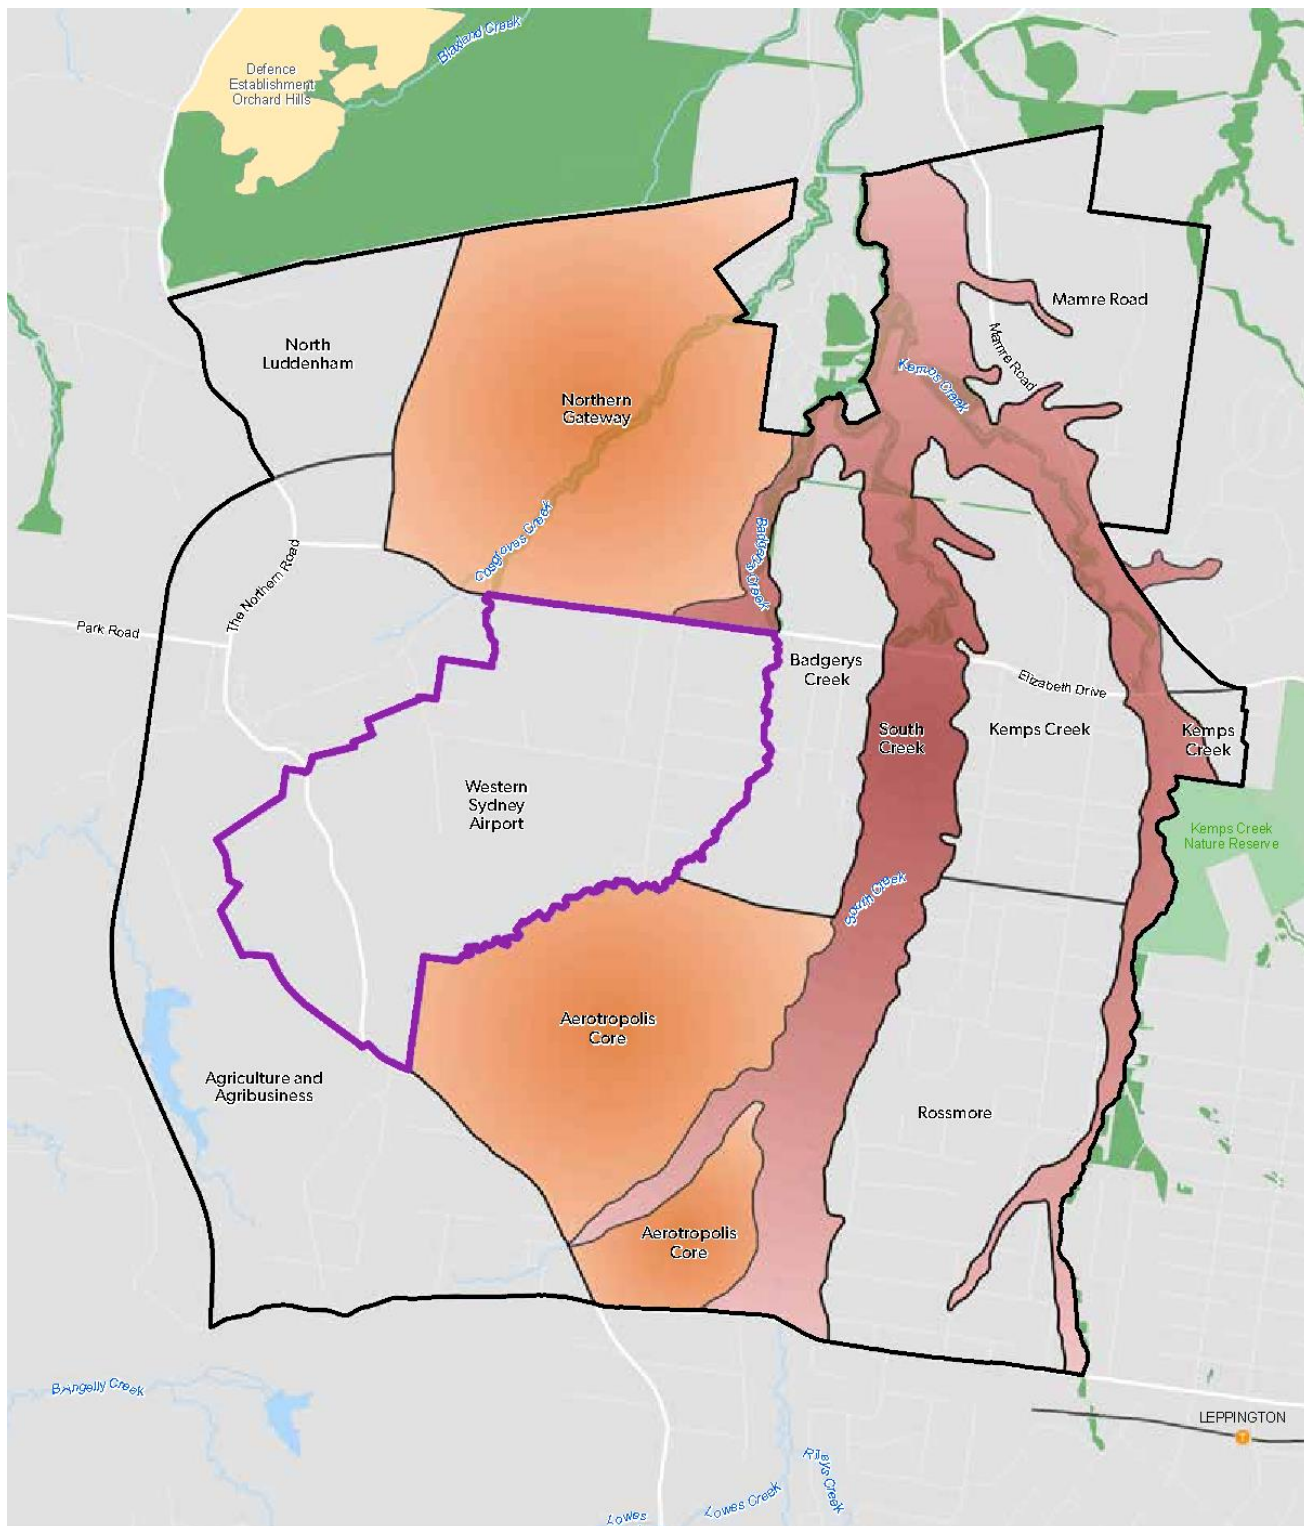 Blaxland Creek
Defence
Establishment
Orchard Hills
Mamre Road
North
Luddenham
Mamre Road
Kemps Creek
Northern
Gateway
Cosgroves Creek
Badgerys Creek
The Northern Road
Park Road
Badgerys
Creek
Elizabeth Drive
South
Creek
Kemps Creek
Kemps
Creek
Western
Sydney
Airport
Kemps Creek
Nature Reserve
South Creek
Aerotropolis
Core
Agriculture and
Agribusiness
Rossmore
Aerotropolis
Core
Bringelly Creek
LEPPINGTON
T
Rileys Creek
Lowes Creek
Lowes